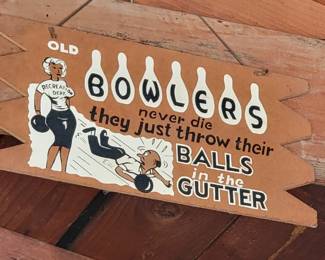 OLD
BOWLERS
RECREATION
DEPT.
never die
they just throw their
BALLS
in the
GUTTER